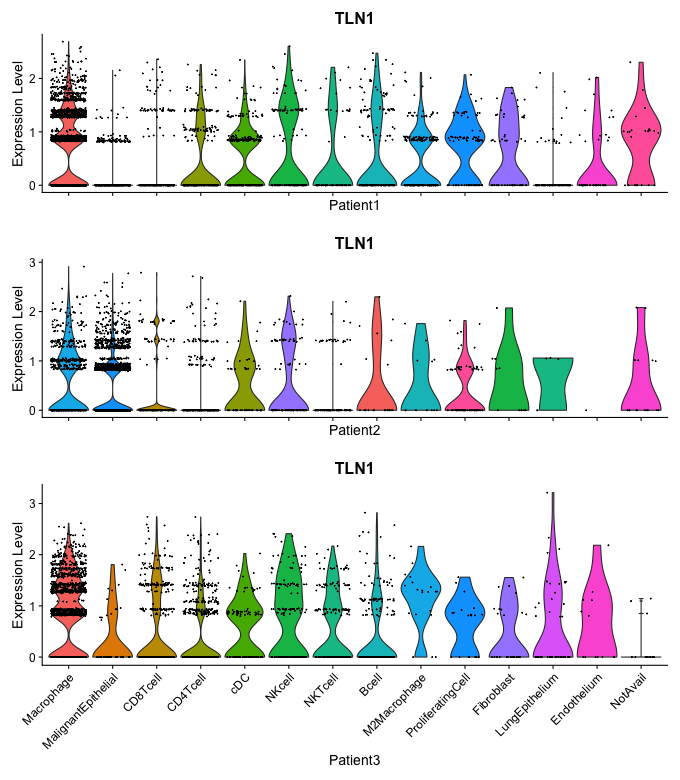 TLN1
Expression Level
2
1
0
Patient1
TLN1
Expression Level
3
2
1
0
Patient2
TLN1
Expression Level
3
2
1
0
Macrophage
MalignantEpithelial
CD8Tcell
CD4Tcell
cDC
NKcell
NKTcell
Bcell
M2Macrophage
ProliferatingCell
Fibroblast
LungEpithelium
Endothelium
NotAvail
Patient3